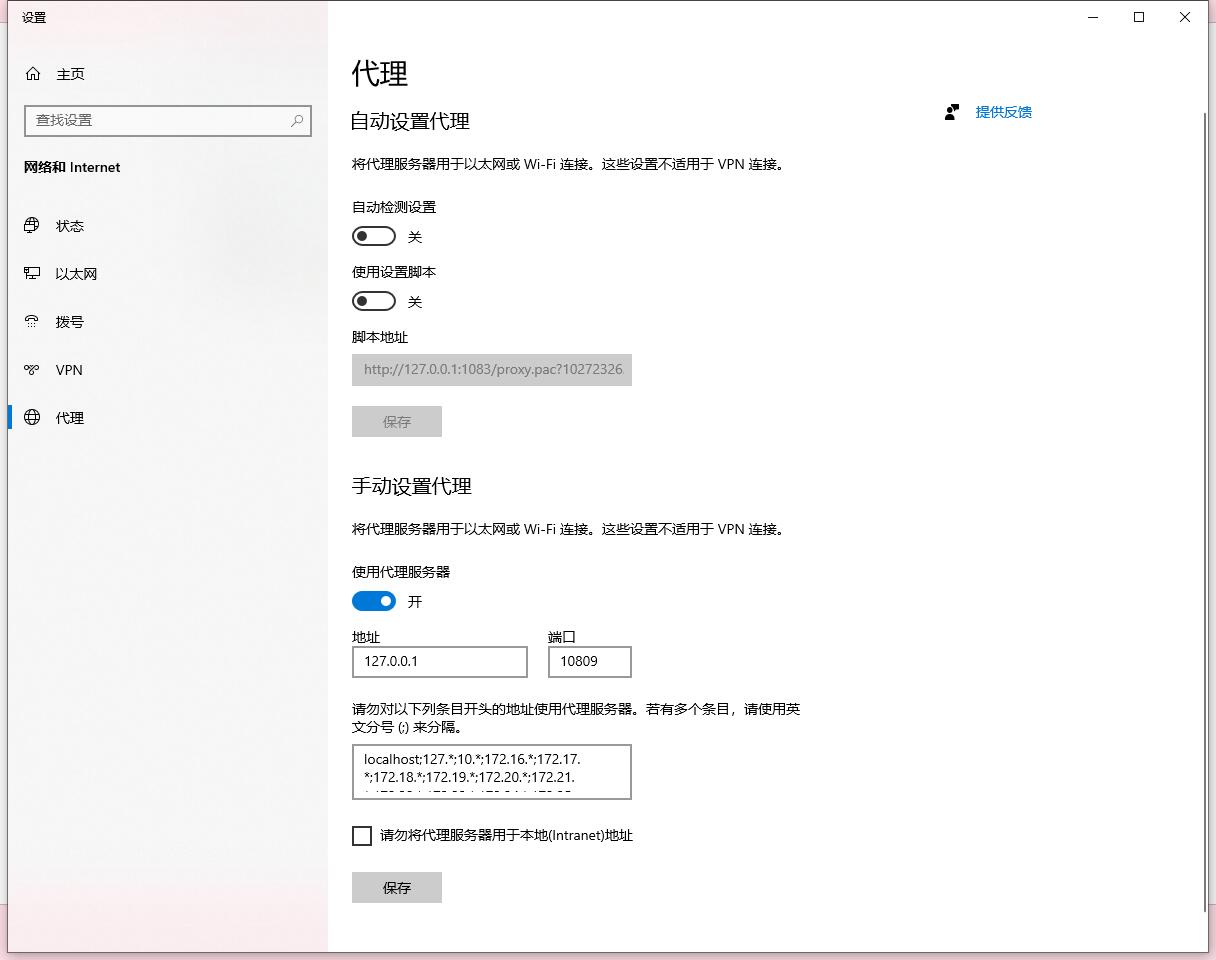 设置
主页
查找设置
网络和 Internet
状态
以太网
拨号
VPN
代理
代理
提供反馈
自动设置代理
将代理服务器用于以太网或 Wi-Fi 连接。这些设置不适用于 VPN 连接。
自动检测设置
关
使用设置脚本
关
脚本地址
http://127.0.0.1:1083/proxy.pac?10272326
保存
手动设置代理
将代理服务器用于以太网或 Wi-Fi 连接。这些设置不适用于 VPN 连接。
使用代理服务器
开
地址 端口
127.0.0.1 10809
请勿对以下列条目开头的地址使用代理服务器。若有多个条目，请使用英
文分号 (;) 来分隔。
localhost;127.*;10.*;172.16.*;172.17.
*;172.18.*;172.19.*;172.20.*;172.21.
请勿将代理服务器用于本地(Intranet)地址
保存